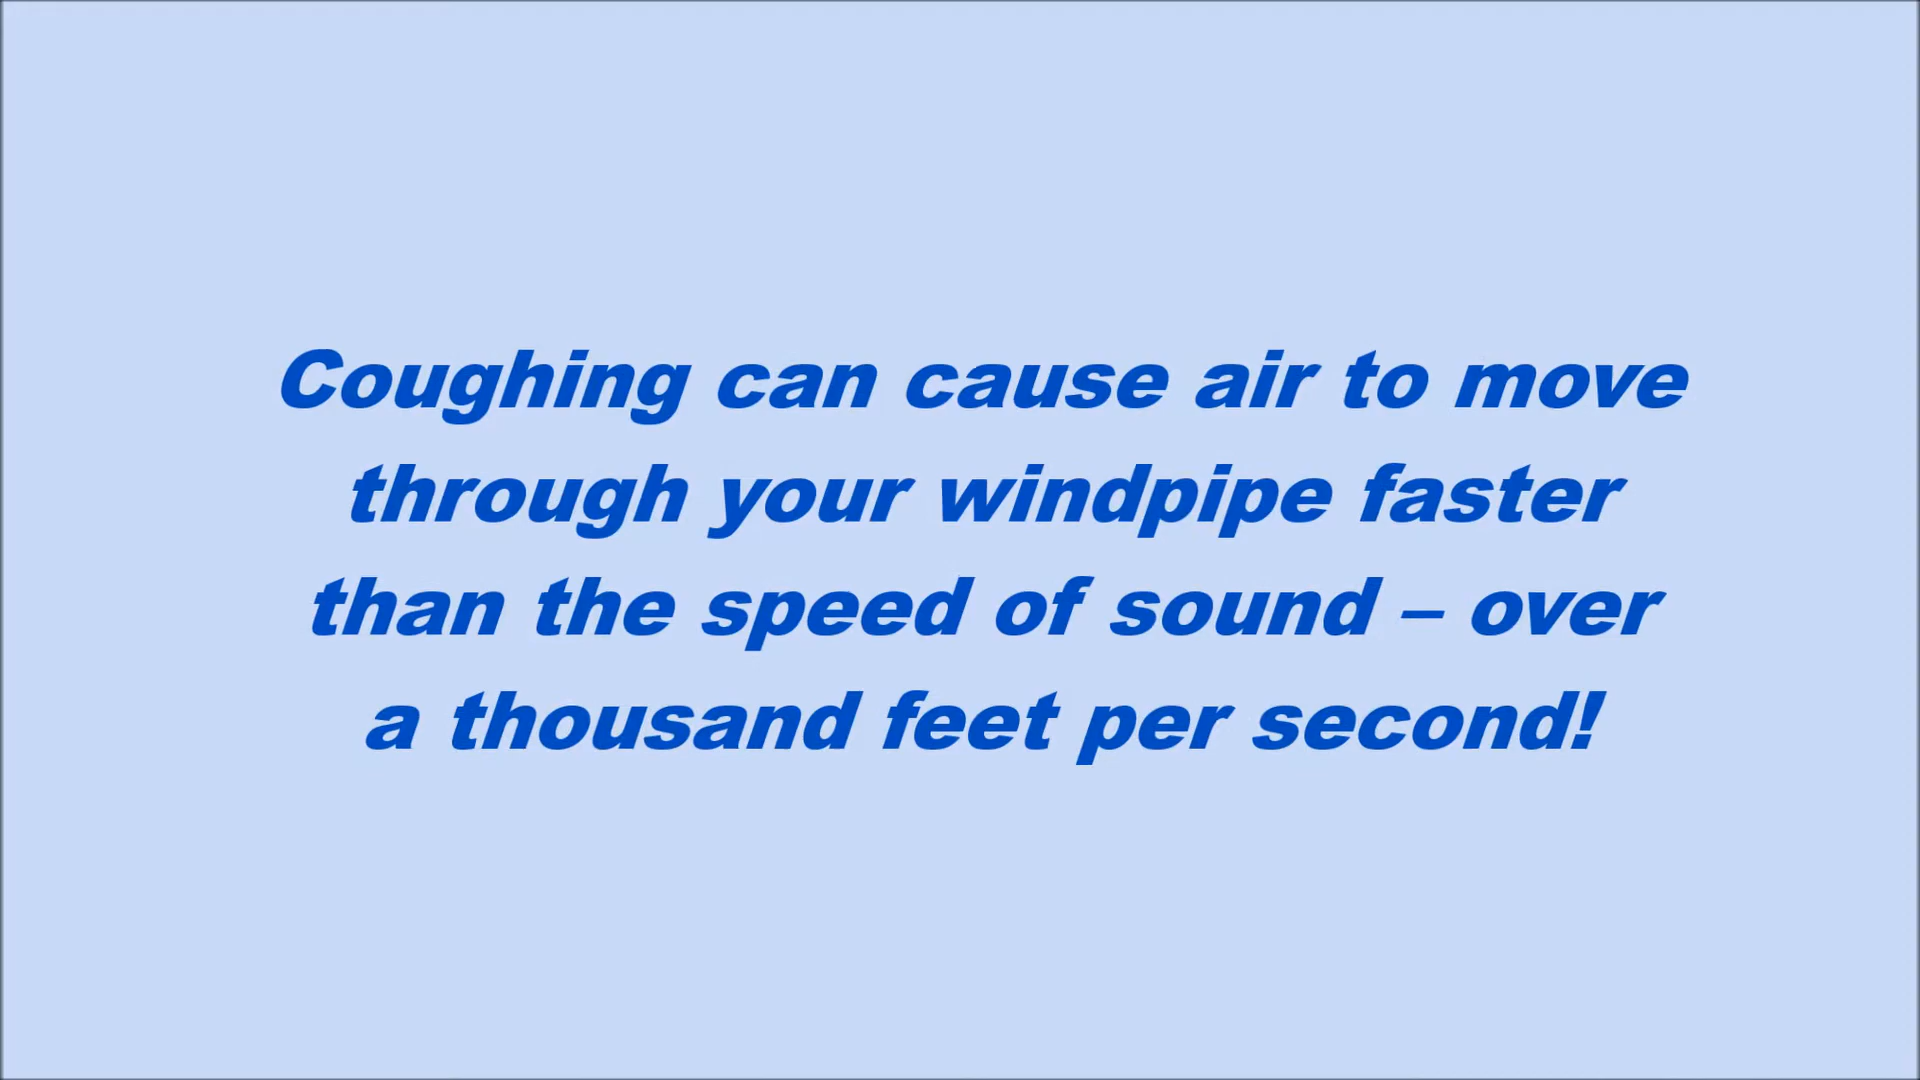 Coughing can cause air to move
through your windpipe faster
than the speed of sound – over
a thousand feet per second!